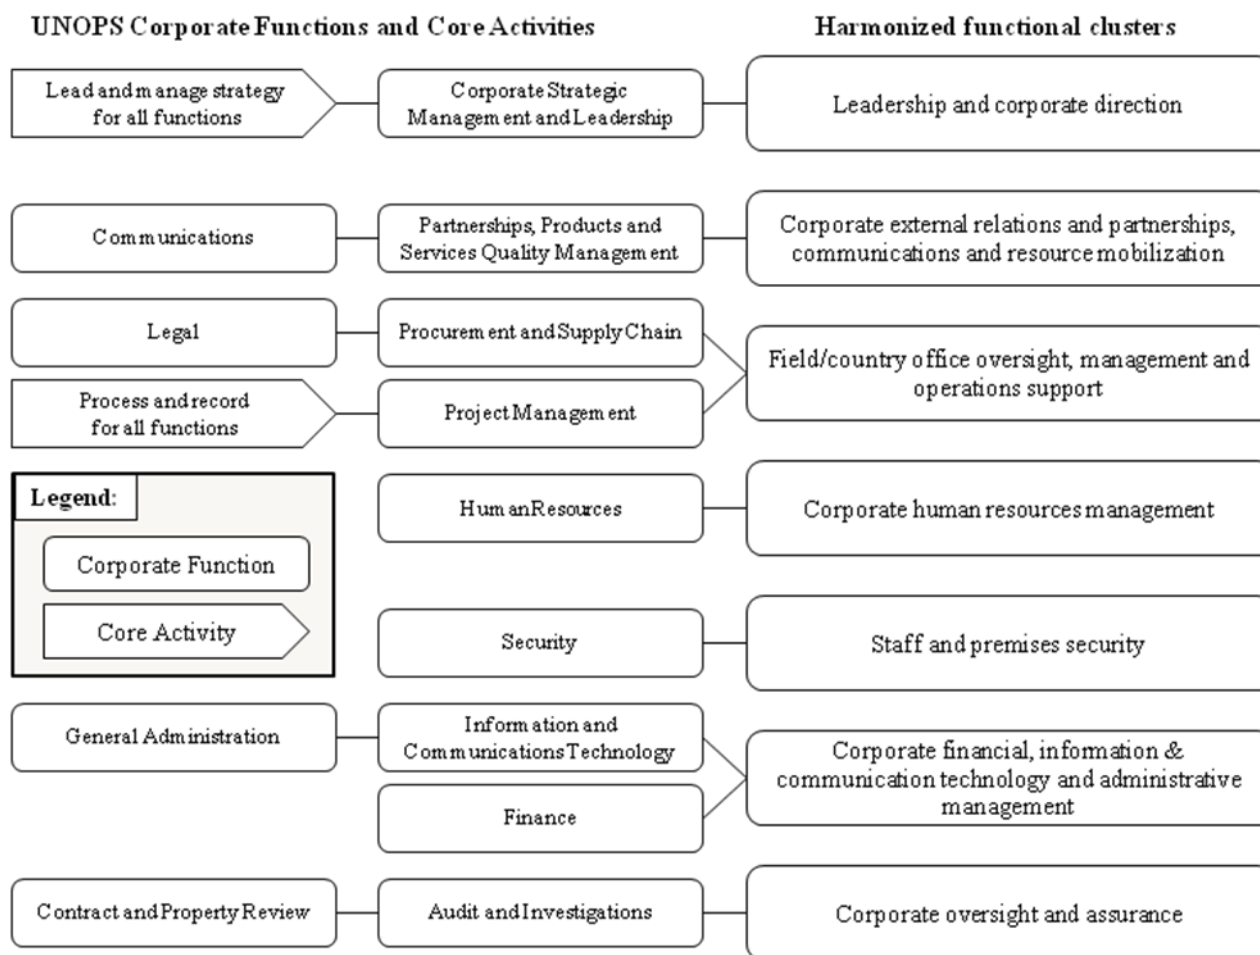 UNOPS Corporate Functions and Core Activities
Harmonized functional clusters
Lead and manage strategy
for all functions
Corporate Strategic
Management and Leadership
Leadership and corporate direction
Communications
Partnerships, Products and
Services Quality Management
Corporate external relations and partnerships,
communications and resource mobilization
Legal
Procurement and Supply Chain
Field/country office oversight, management and
operations support
Process and record
for all functions
Project Management
Legend:
Corporate Function
Core Activity
Human Resources
Corporate human resources management
Security
Staff and premises security
General Administration
Information and
Communications Technology
Corporate financial, information &
communication technology and administrative
management
Finance
Contract and Property Review
Audit and Investigations
Corporate oversight and assurance